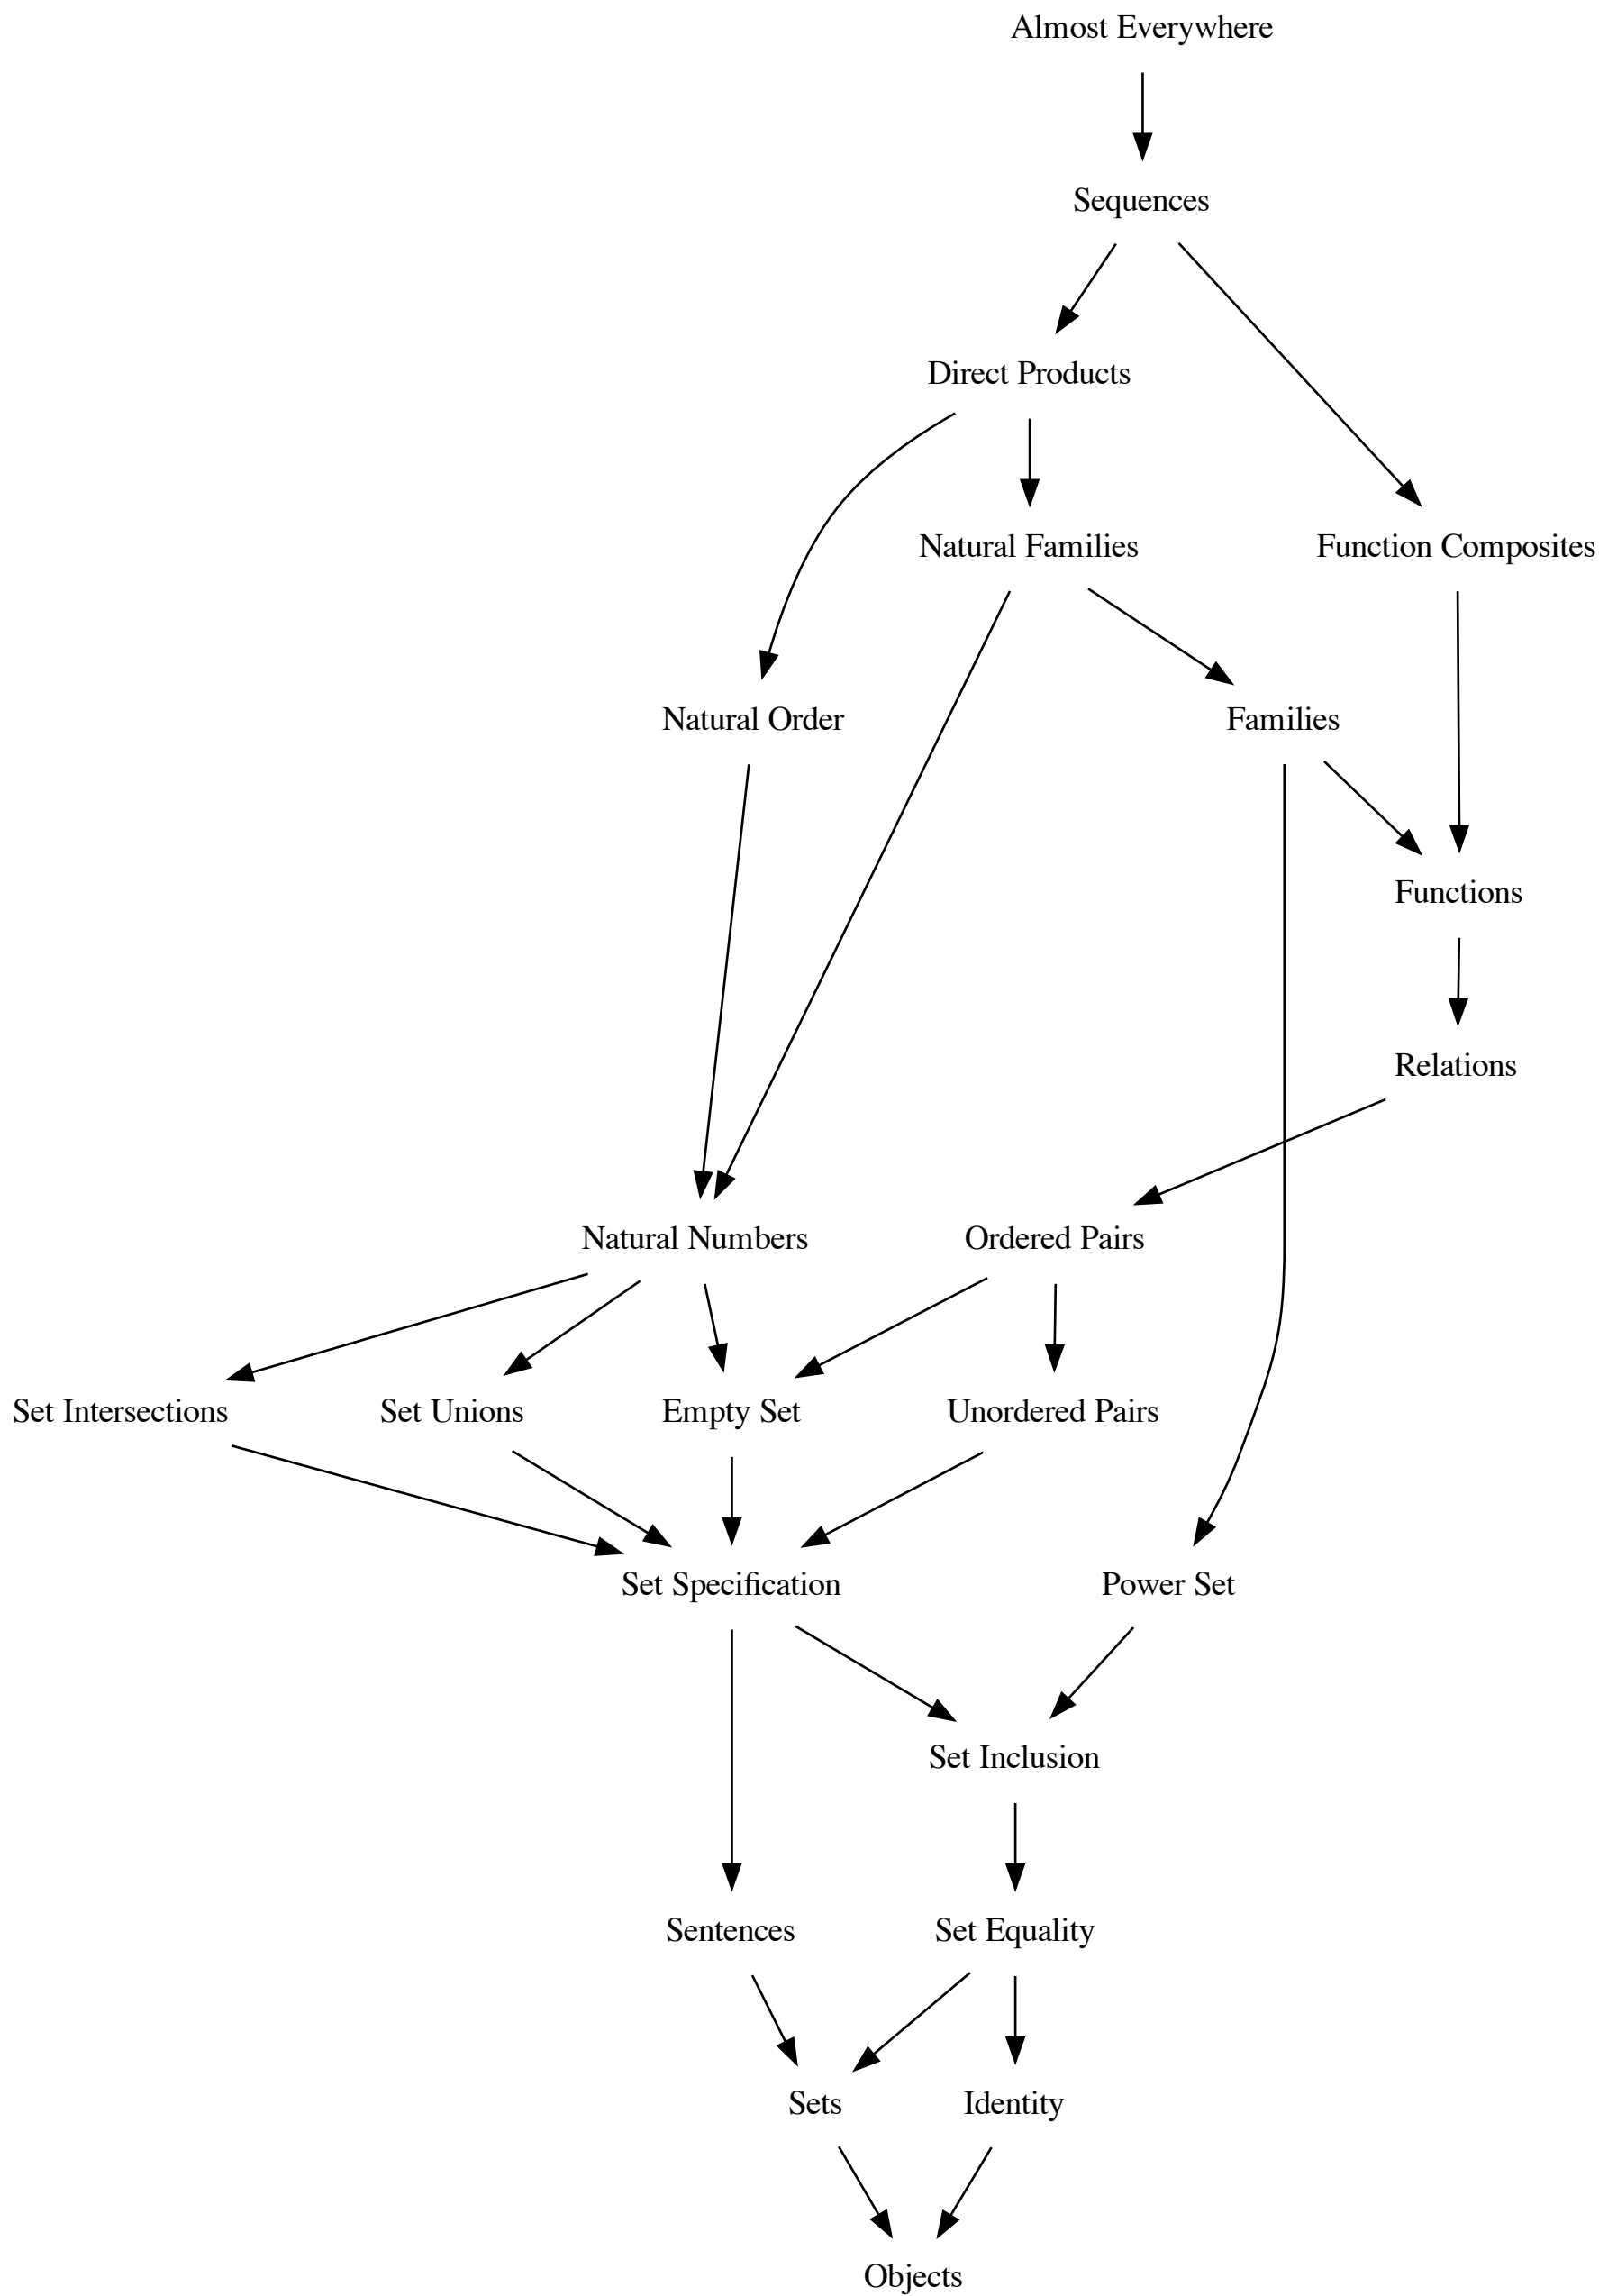 Almost Everywhere
Sequences
Direct Products
Natural Families
Function Composites
Natural Order
Families
Functions
Relations
Natural Numbers
Ordered Pairs
Set Intersections
Set Unions
Empty Set
Unordered Pairs
Set Specification
Power Set
Set Inclusion
Sentences
Set Equality
Sets
Identity
Objects